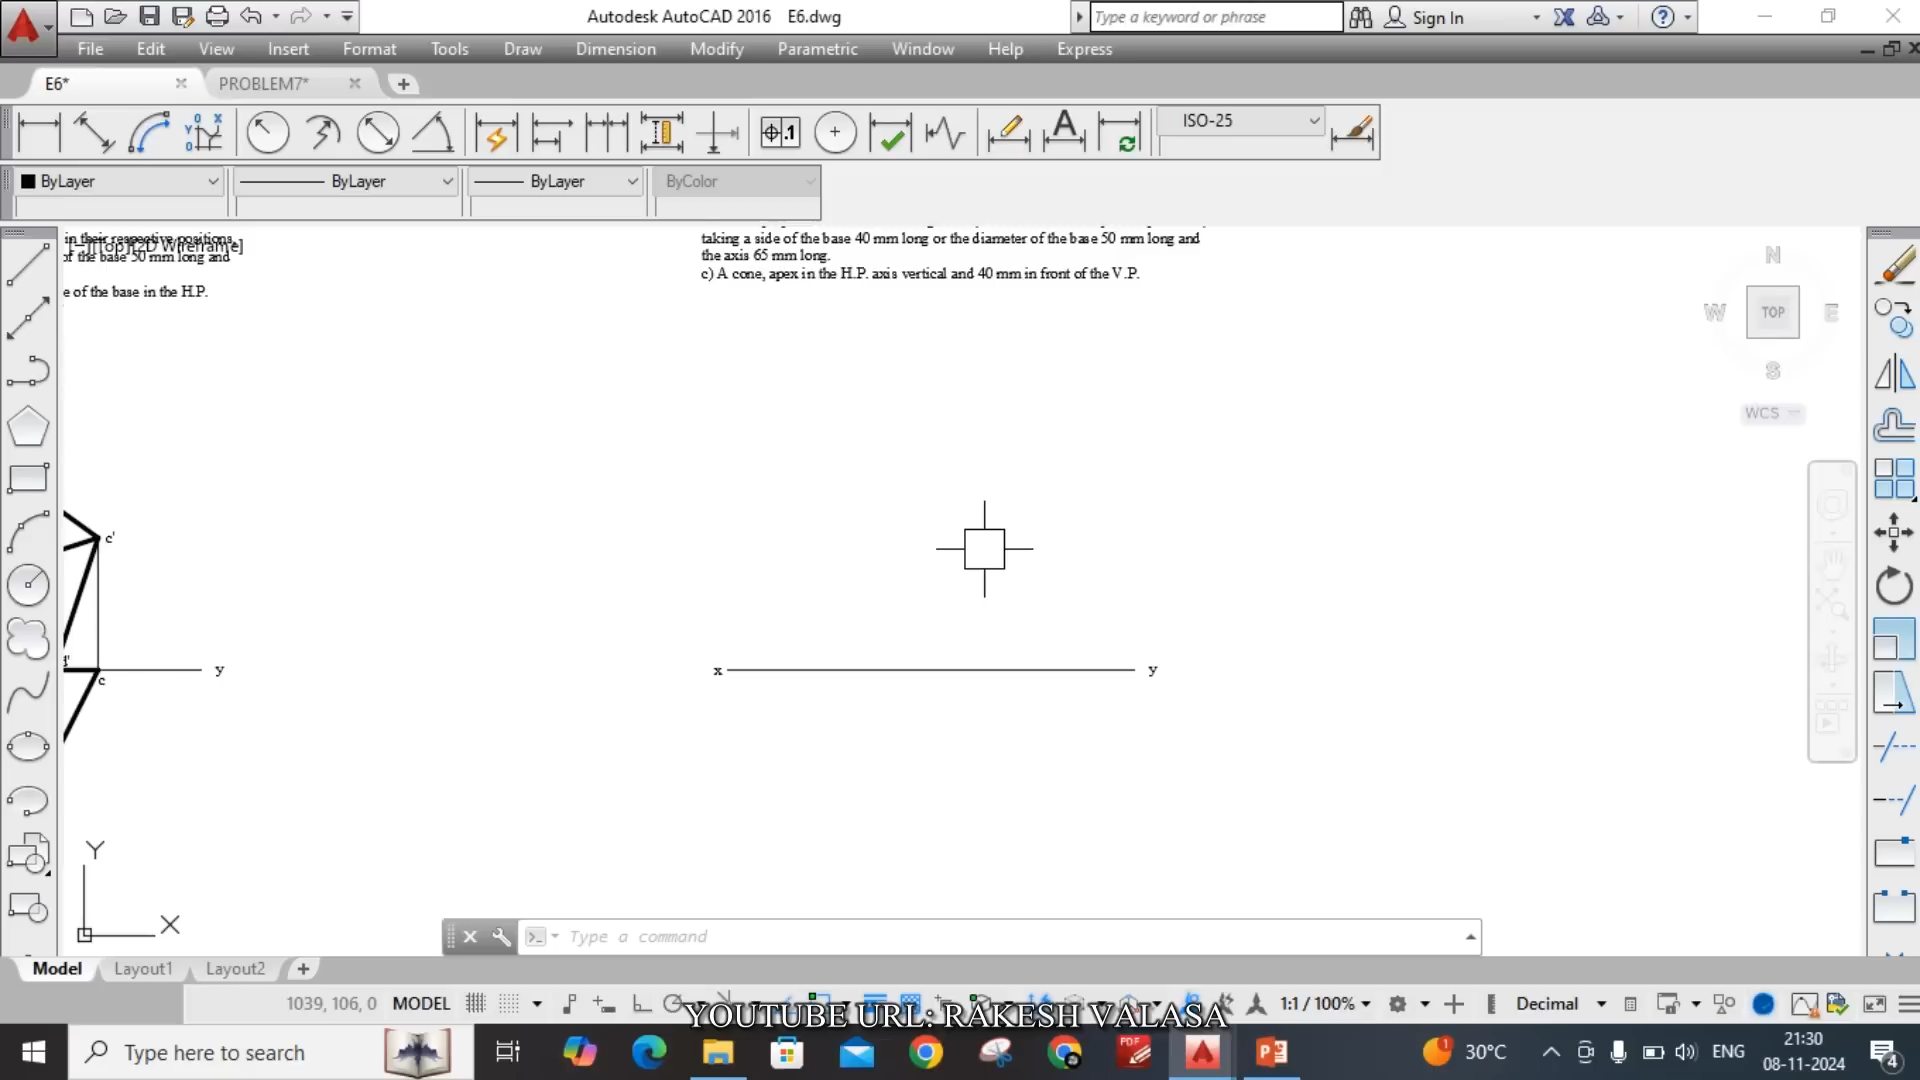 Autodesk AutoCAD 2016 E6.dwg
Type a keyword or phrase
Sign In
File Edit View Insert Format Tools Draw Dimension Modify Parametric Window Help Express
E6*
PROBLEM7*
ISO-25
ByLayer
ByLayer
ByLayer
ByColor
in their respective positions,
[−][Top][2D Wireframe]
of the base 50 mm long and
e of the base in the H.P.
taking a side of the base 40 mm long or the diameter of the base 50 mm long and
the axis 65 mm long.
c) A cone, apex in the H.P. axis vertical and 40 mm in front of the V.P.
N
W
TOP
E
S
WCS
c'
c
y
x
y
Y
X
Type a command
Model Layout1 Layout2
1039, 106, 0 MODEL
1:1 / 100%
Decimal
YOUTUBE URL: RAKESH VALASA
Type here to search
30°C
ENG
21:30
08-11-2024
4